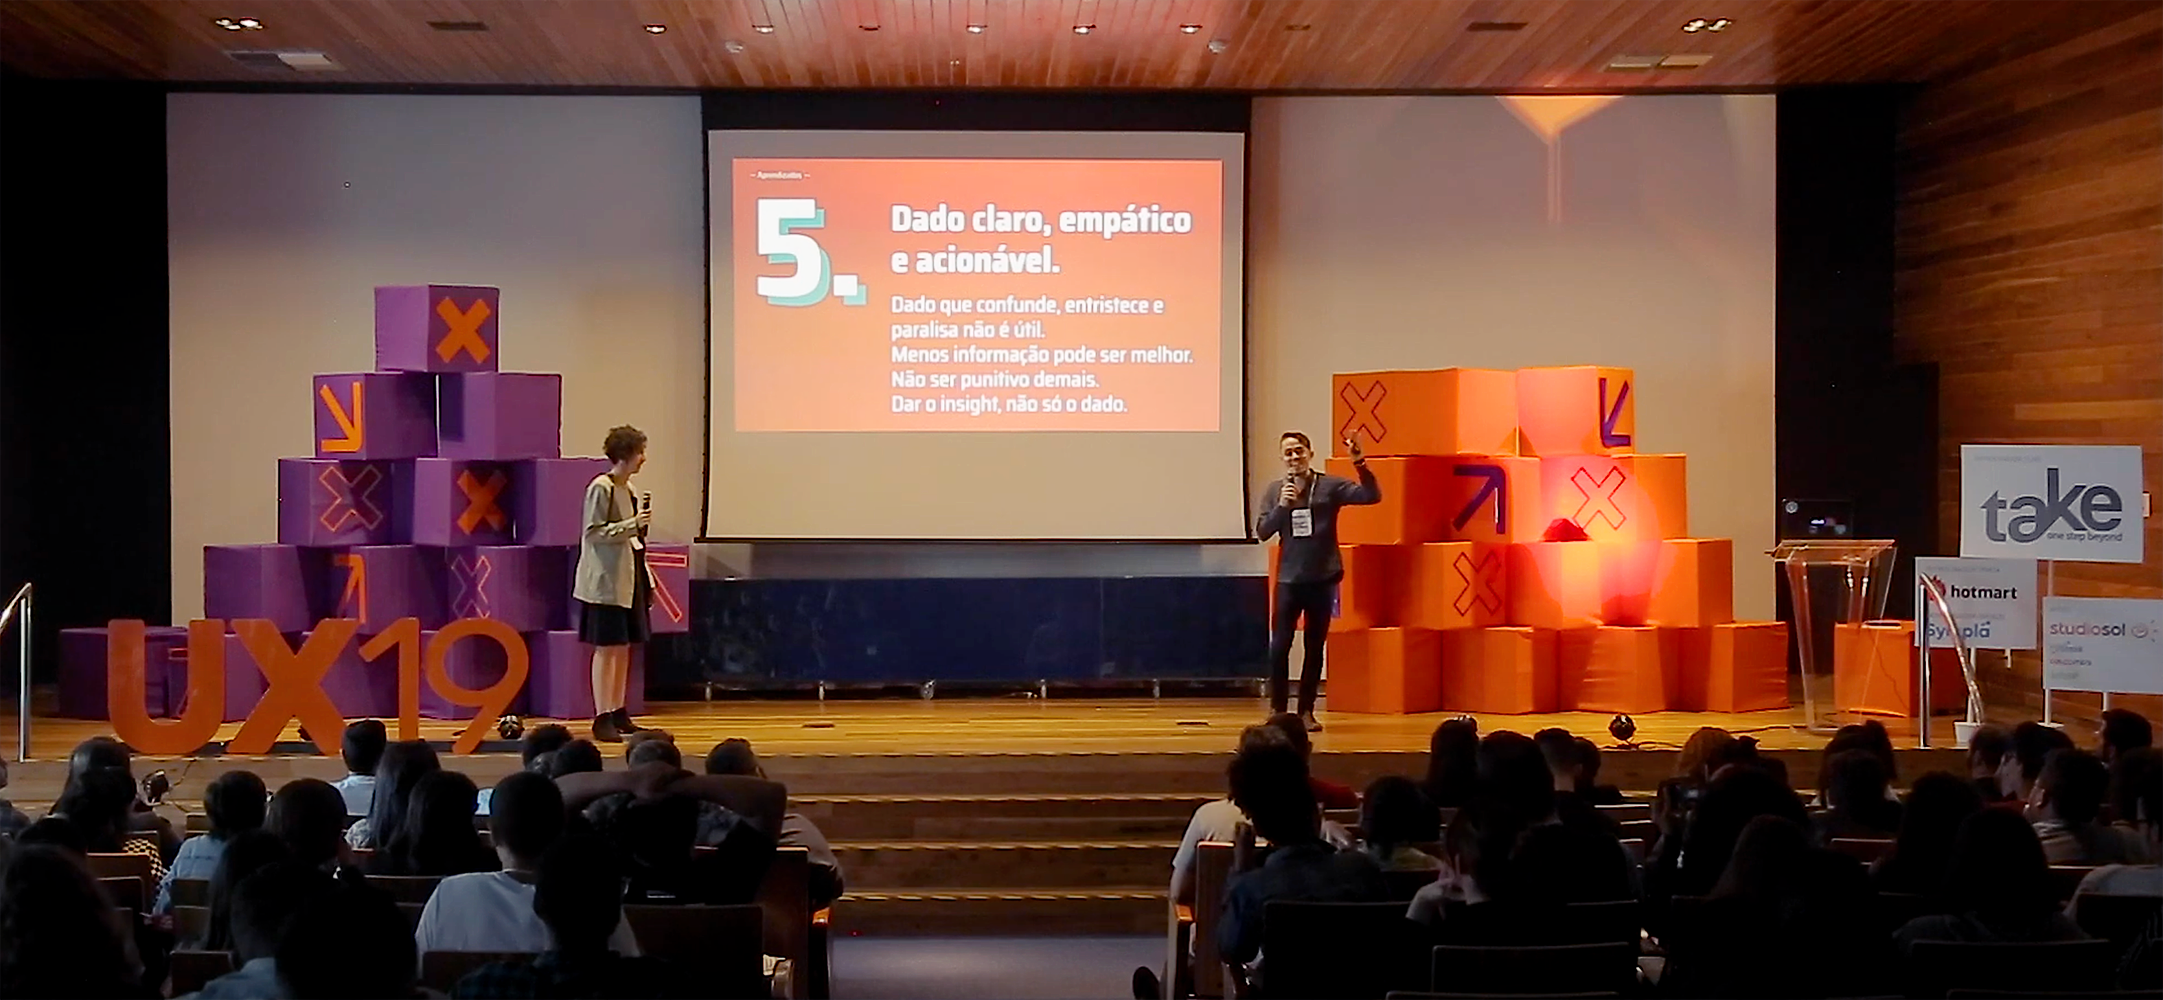 – Aprendizados –
5.
Dado claro, empático
e acionável.
Dado que confunde, entristece e
paralisa não é útil.
Menos informação pode ser melhor.
Não ser punitivo demais.
Dar o insight, não só o dado.
UX19
take
one step beyond
hotmart
Sympla
studiosol